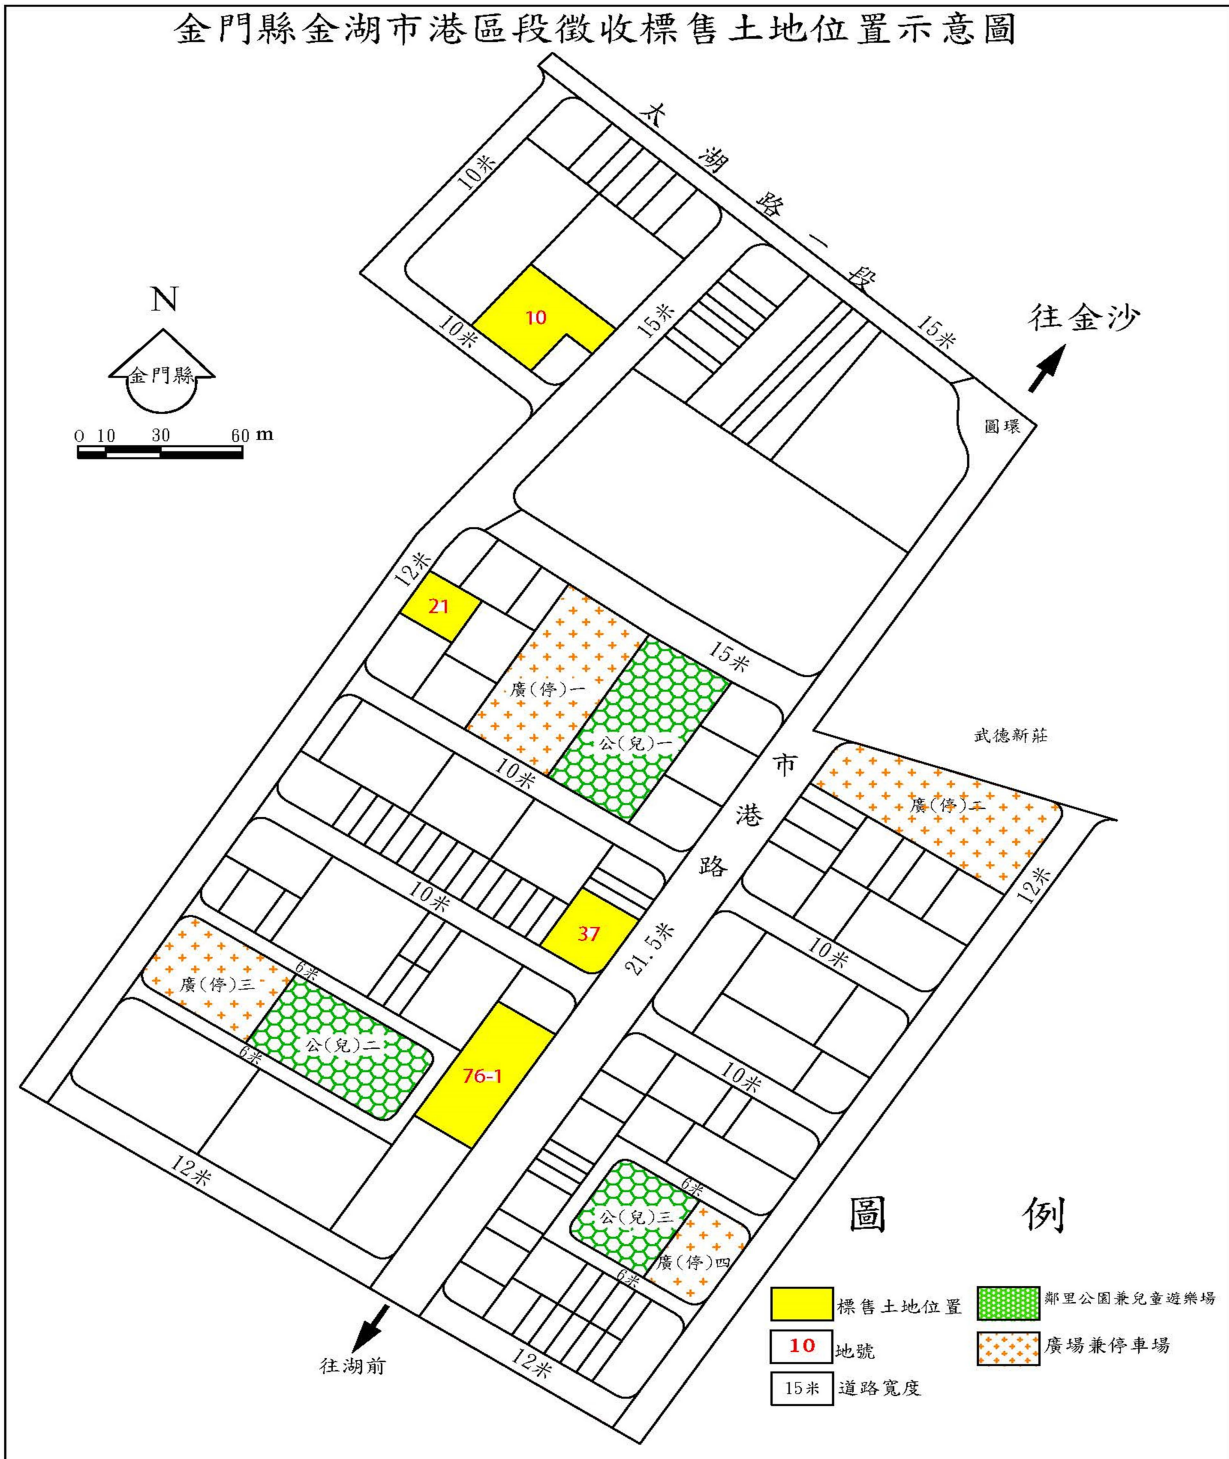 金門縣金湖市港區段徵收標售土地位置示意圖
太湖路一段
10米
15米
往金沙
N
10米
15米
10
金門縣
圓環
0 10 30 60 m
12米
21
15米
廣(停)一
公(兒)一
武德新莊
市港路
10米
廣(停)二
12米
10米
37
21.5米
10米
6米
廣(停)三
公(兒)二
6米
76-1
10米
12米
6米
公(兒)三
廣(停)四
6米
12米
往湖前
圖例
標售土地位置
鄰里公園兼兒童遊樂場
10 地號
廣場兼停車場
15米 道路寬度